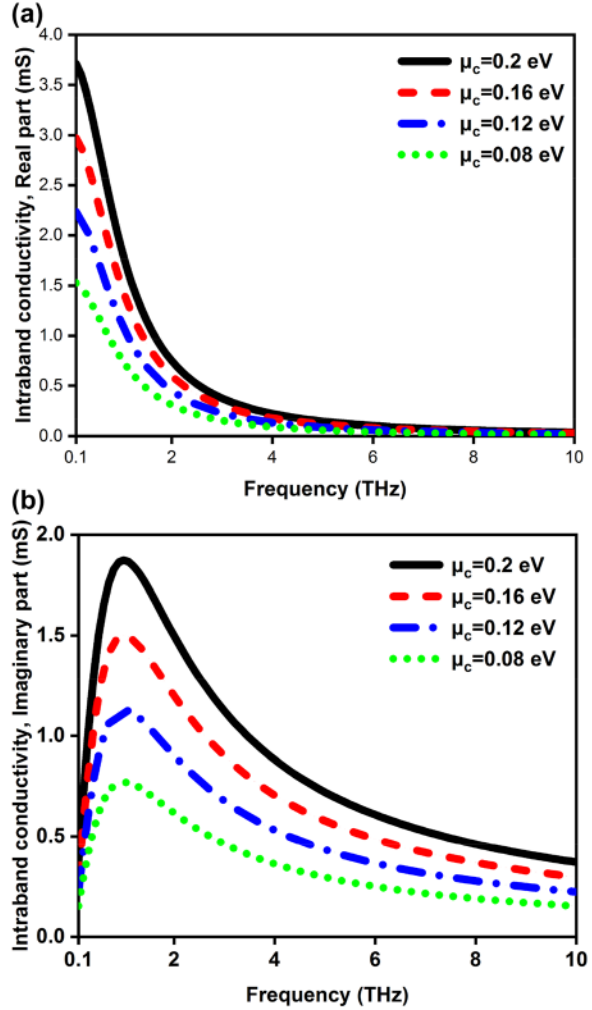 (a)
Intraband conductivity, Real part (mS)
4.0
3.5
3.0
2.5
2.0
1.5
1.0
0.5
0.0
μc=0.2 eV
μc=0.16 eV
μc=0.12 eV
μc=0.08 eV
0.1 2 4 6 8 10
Frequency (THz)
(b)
Intraband conductivity, Imaginary part (mS)
2.0
1.5
1.0
0.5
0.0
μc=0.2 eV
μc=0.16 eV
μc=0.12 eV
μc=0.08 eV
0.1 2 4 6 8 10
Frequency (THz)